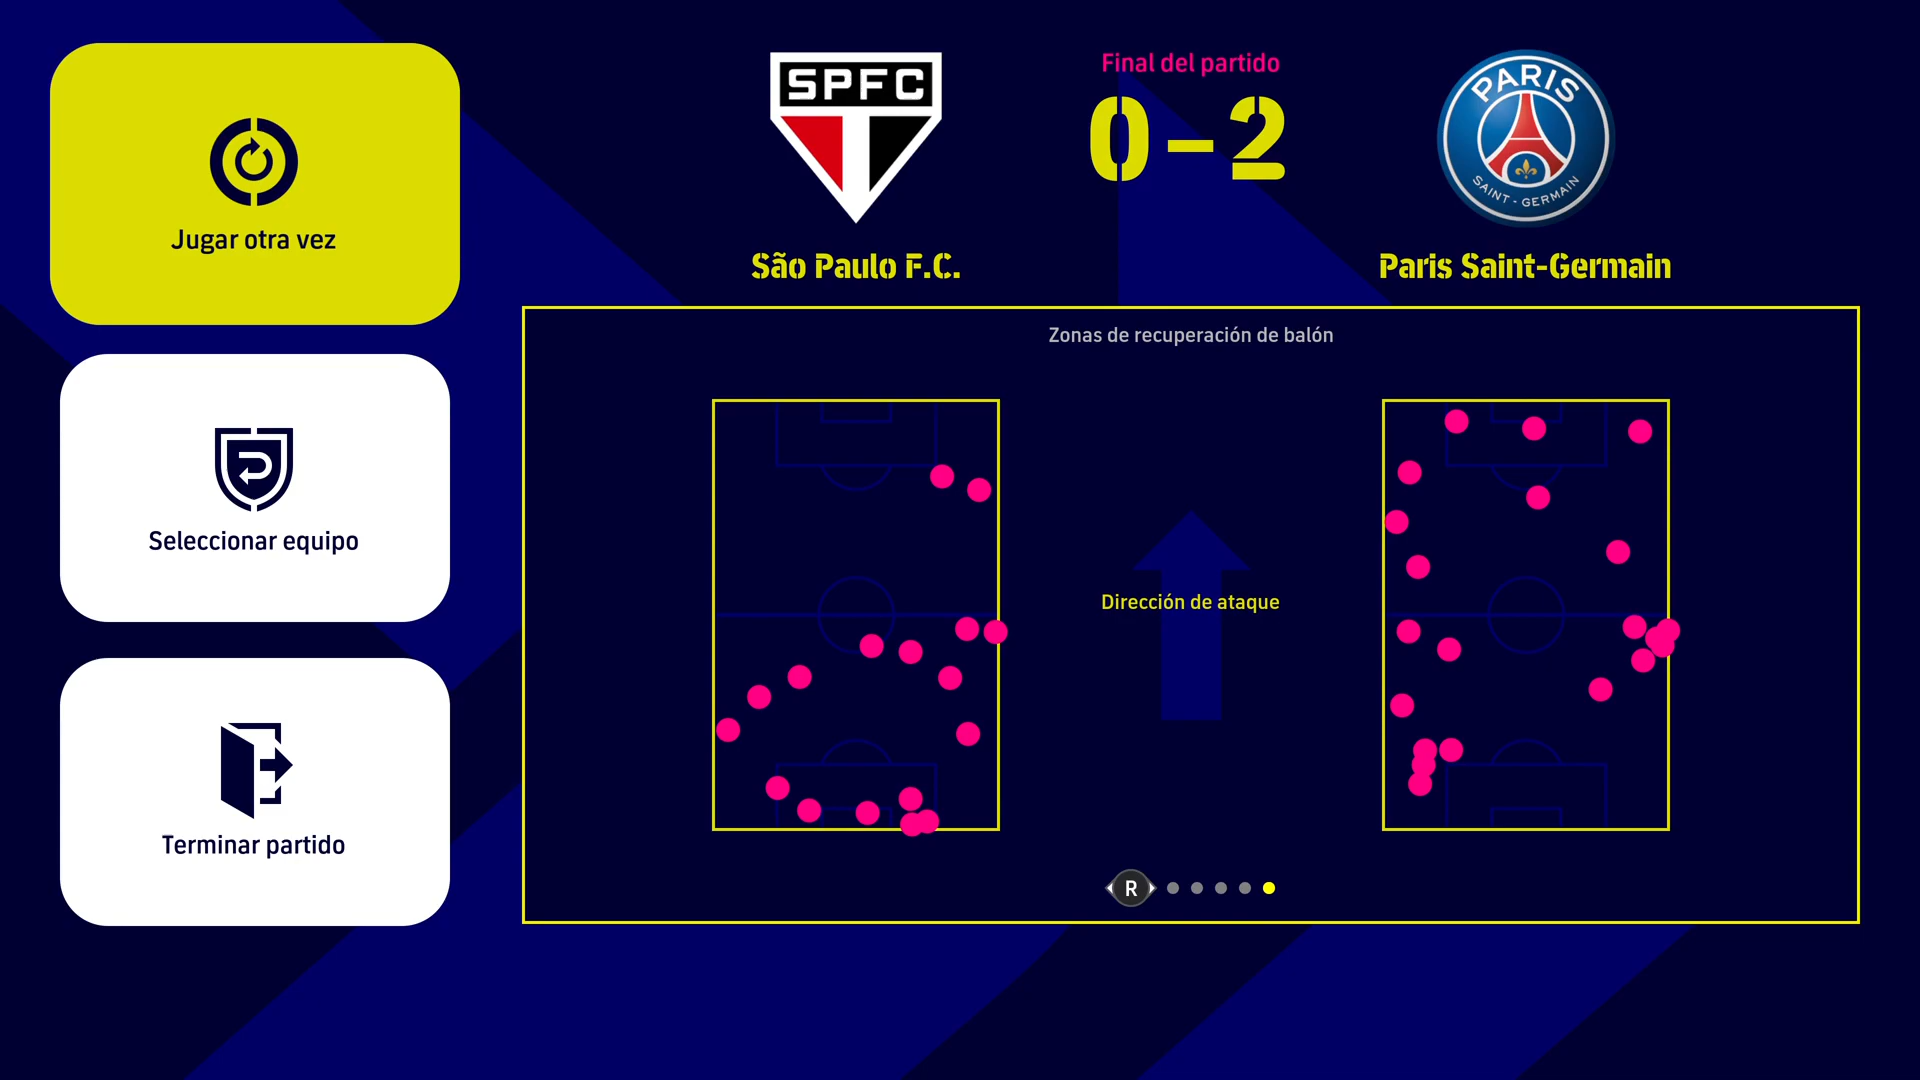 Jugar otra vez
Seleccionar equipo
Terminar partido
SPFC
São Paulo F.C.
Final del partido
0 – 2
PARIS
SAINT - GERMAIN
Paris Saint-Germain
Zonas de recuperación de balón
Dirección de ataque
R